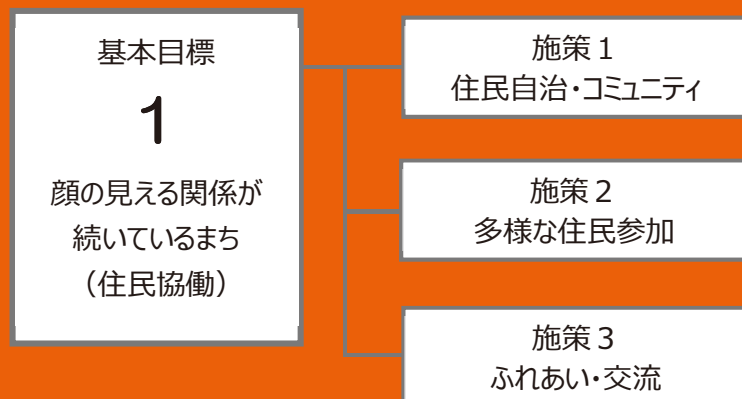 基本目標
1
顔の見える関係が
続いているまち
（住民協働）
施策１
住民自治・コミュニティ
施策２
多様な住民参加
施策３
ふれあい・交流